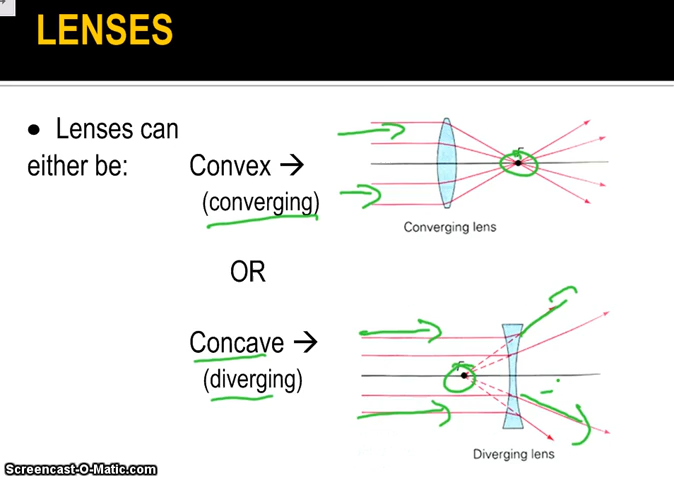 LENSES
• Lenses can
either be:
Convex →
(converging)
F
Converging lens
OR
Concave →
(diverging)
F
Diverging lens
Screencast-O-Matic.com